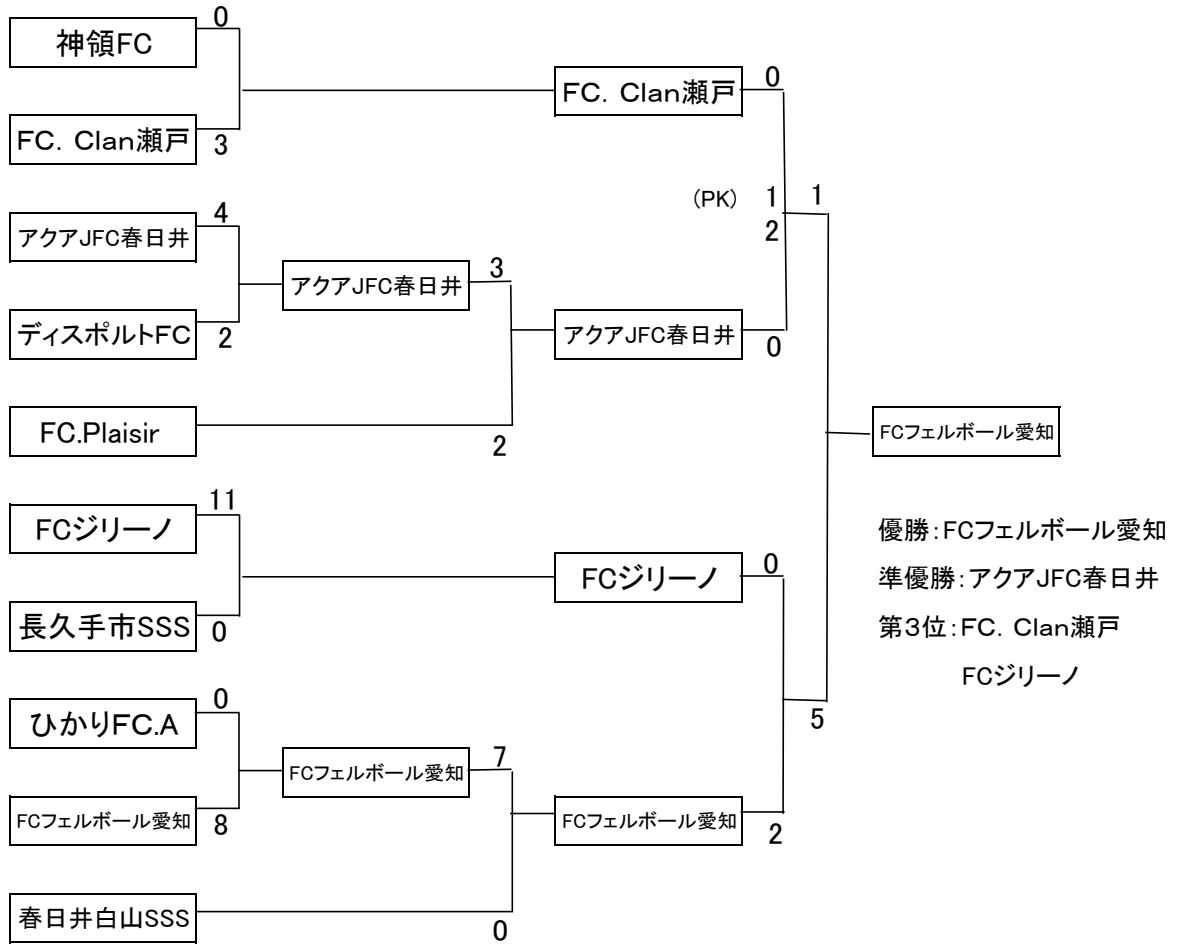 0
神領FC
FC. Clan瀬戸
0
FC. Clan瀬戸
3
(PK)
1
1
2
4
アクアJFC春日井
アクアJFC春日井
3
ディスポルトFC
2
アクアJFC春日井
0
FC.Plaisir
2
FCフェルボール愛知
11
FCジリーノ
FCジリーノ
0
長久手市SSS
0
優勝:FCフェルボール愛知
準優勝:アクアJFC春日井
第3位:FC. Clan瀬戸
FCジリーノ
5
0
ひかりFC.A
FCフェルボール愛知
7
FCフェルボール愛知
8
FCフェルボール愛知
2
春日井白山SSS
0